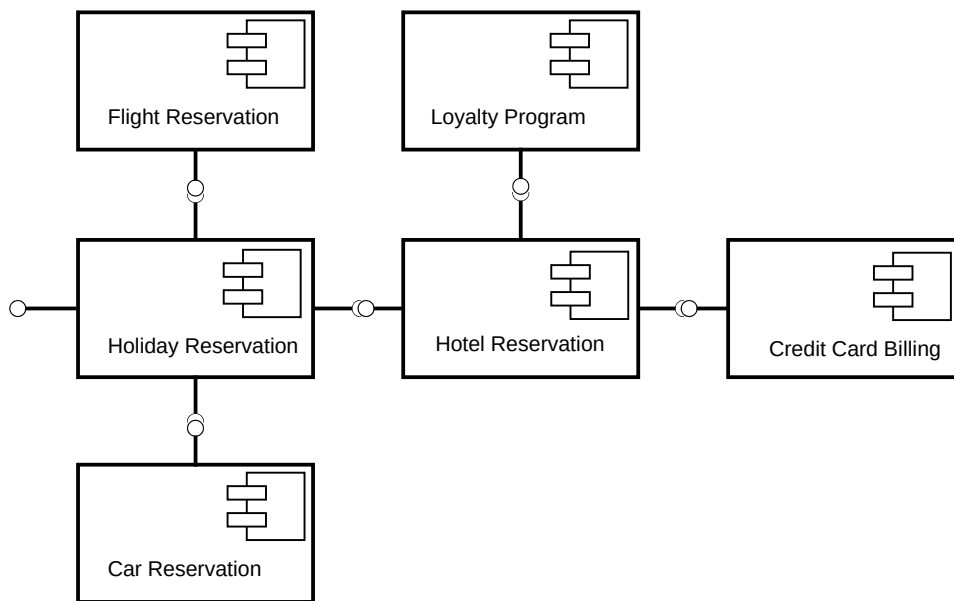 Flight Reservation
Loyalty Program
Holiday Reservation
Hotel Reservation
Credit Card Billing
Car Reservation